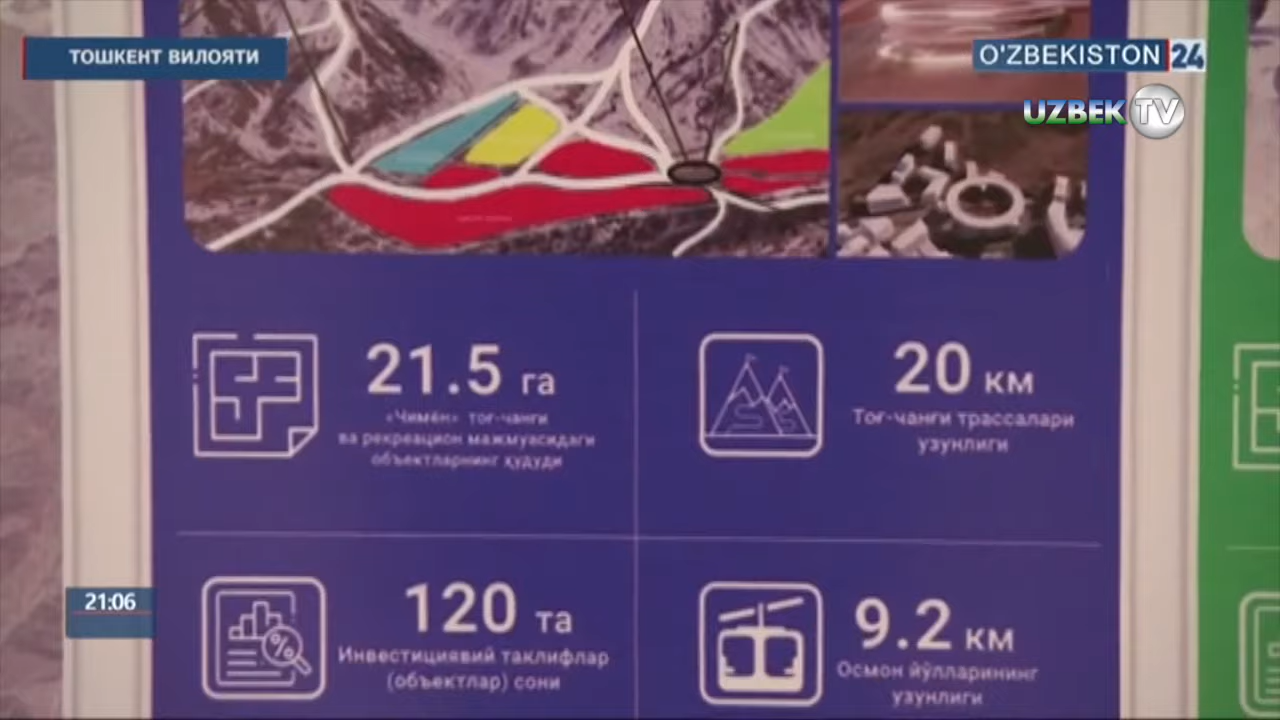 ТОШКЕНТ ВИЛОЯТИ
O'ZBEKISTON 24
UZBEK TV
21.5 га
«Чимён» тоғ-чанғи
ва рекреацион мажмуасидаги
объектларнинг ҳудуди
20 км
Тоғ-чанғи трассалари
узунлиги
21:06
120 та
Инвестициявий таклифлар
(объектлар) сони
9.2 км
Осмон йўлларининг
узунлиги